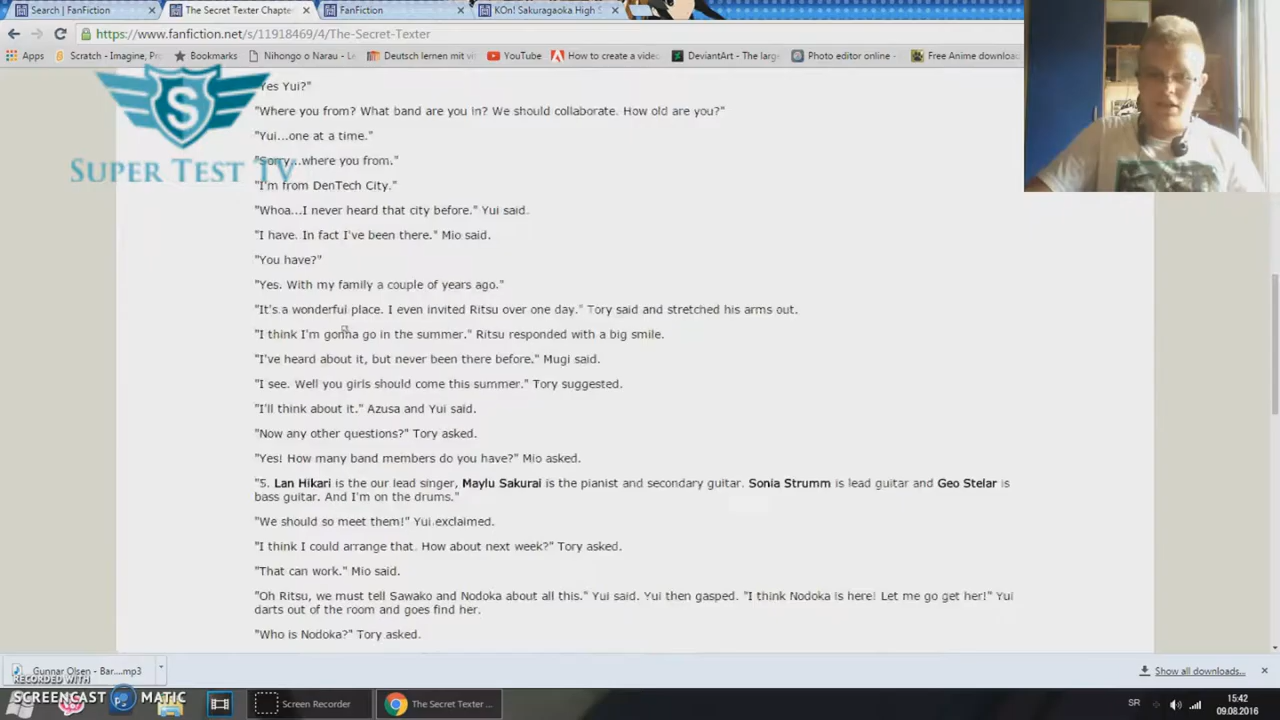 Search | FanFiction
The Secret Texter Chapte
FanFiction
KOn! Sakuragaoka High S
https://www.fanfiction.net/s/11918469/4/The-Secret-Texter
Apps
Scratch - Imagine, Pro
Bookmarks
Nihongo o Narau - Le
Deutsch lernen mit vi
YouTube
How to create a video
DeviantArt - The larg
Photo editor online -
Free Anime download
S
SUPER TEST TV
"Yes Yui?"
"Where you from? What band are you in? We should collaborate. How old are you?"
"Yui...one at a time."
"Sorry...where you from."
"I'm from DenTech City."
"Whoa...I never heard that city before." Yui said.
"I have. In fact I've been there." Mio said.
"You have?"
"Yes. With my family a couple of years ago."
"It's a wonderful place. I even invited Ritsu over one day." Tory said and stretched his arms out.
"I think I'm gonna go in the summer." Ritsu responded with a big smile.
"I've heard about it, but never been there before." Mugi said.
"I see. Well you girls should come this summer." Tory suggested.
"I'll think about it." Azusa and Yui said.
"Now any other questions?" Tory asked.
"Yes! How many band members do you have?" Mio asked.
"5. Lan Hikari is the our lead singer, Maylu Sakurai is the pianist and secondary guitar. Sonia Strumm is lead guitar and Geo Stelar is
bass guitar. And I'm on the drums."
"We should so meet them!" Yui exclaimed.
"I think I could arrange that. How about next week?" Tory asked.
"That can work." Mio said.
"Oh Ritsu, we must tell Sawako and Nodoka about all this." Yui said. Yui then gasped. "I think Nodoka is here! Let me go get her!" Yui
darts out of the room and goes find her.
"Who is Nodoka?" Tory asked.
Gunnar Olsen - Bar....mp3
Show all downloads...
RECORDED WITH
SCREENCAST MATIC
Screen Recorder
The Secret Texter ...
SR
15:42
09.08.2016